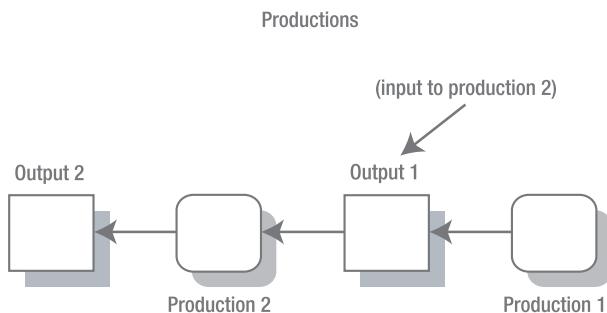 Productions
(input to production 2)
Output 2
Output 1
Production 2
Production 1